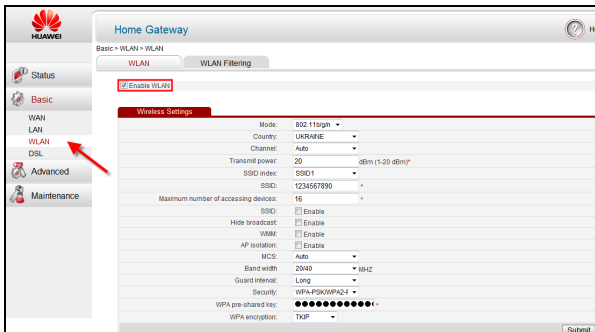 HUAWEI
Home Gateway
Basic > WLAN > WLAN
WLAN
WLAN Filtering
Status
Basic
WAN
LAN
WLAN
DSL
Advanced
Maintenance
Enable WLAN
Wireless Settings
Mode: 802.11b/g/n
Country: UKRAINE
Channel: Auto
Transmit power: 20 dBm (1-20 dBm)*
SSID index: SSID1
SSID: 1234567890 *
Maximum number of accessing devices: 16 *
SSID: Enable
Hide broadcast: Enable
WMM: Enable
AP isolation: Enable
MCS: Auto
Band width 20/40 MHZ
Guard interval: Long
Security: WPA-PSK/WPA2-F
WPA pre-shared key: ●●●●●●●●●● *
WPA encryption: TKIP
Submit